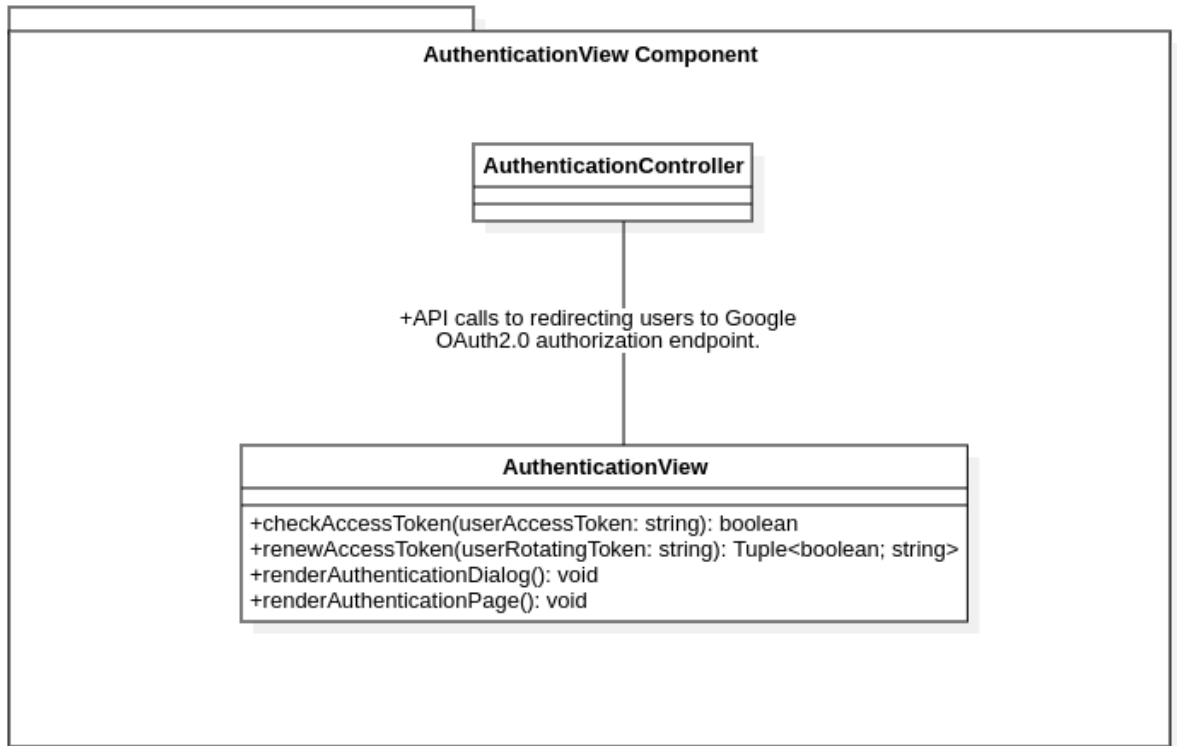 AuthenticationView Component
AuthenticationController
+API calls to redirecting users to Google
OAuth2.0 authorization endpoint.
AuthenticationView
+checkAccessToken(userAccessToken: string): boolean
+renewAccessToken(userRotatingToken: string): Tuple<boolean; string>
+renderAuthenticationDialog(): void
+renderAuthenticationPage(): void